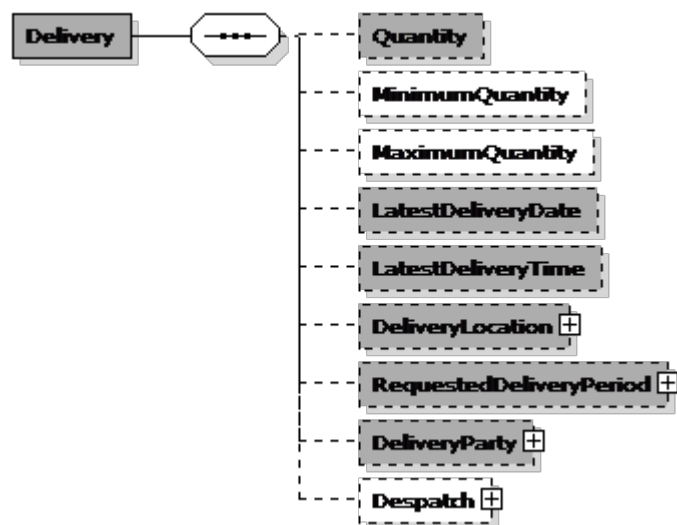 Delivery
Quantity
MinimumQuantity
MaximumQuantity
LatestDeliveryDate
LatestDeliveryTime
DeliveryLocation
RequestedDeliveryPeriod
DeliveryParty
Despatch